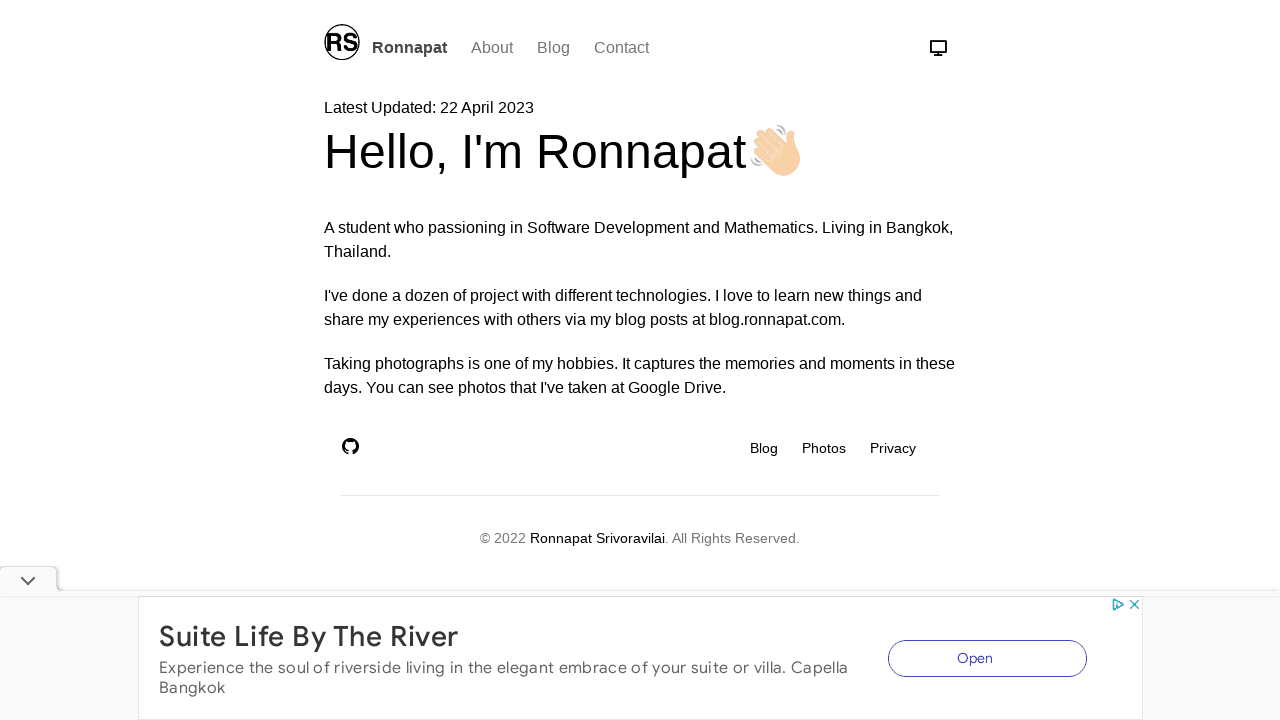 RS Ronnapat About Blog Contact
Latest Updated: 22 April 2023
Hello, I'm Ronnapat
A student who passioning in Software Development and Mathematics. Living in Bangkok,
Thailand.
I've done a dozen of project with different technologies. I love to learn new things and
share my experiences with others via my blog posts at blog.ronnapat.com.
Taking photographs is one of my hobbies. It captures the memories and moments in these
days. You can see photos that I've taken at Google Drive.
Blog Photos Privacy
© 2022 Ronnapat Srivoravilai. All Rights Reserved.
Suite Life By The River
Experience the soul of riverside living in the elegant embrace of your suite or villa. Capella
Bangkok
Open